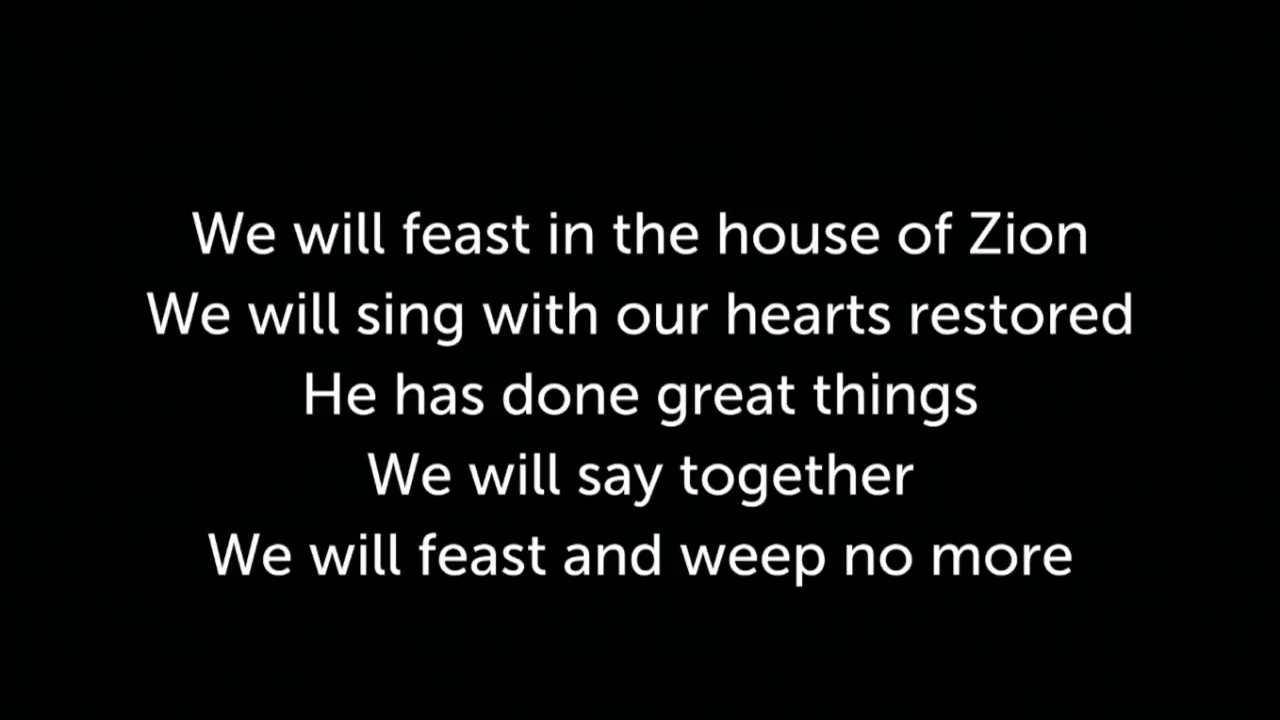 We will feast in the house of Zion
We will sing with our hearts restored
He has done great things
We will say together
We will feast and weep no more